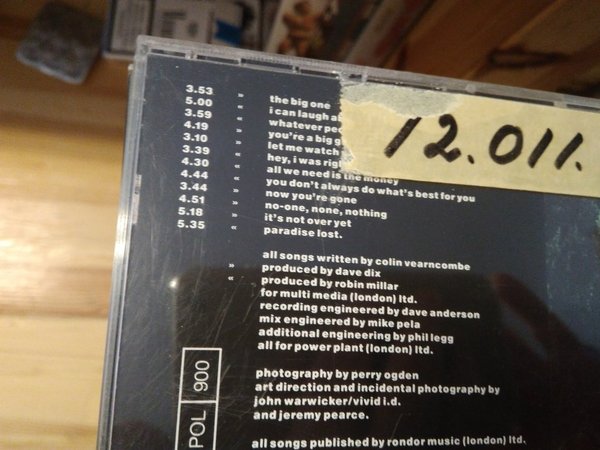 3.53 » the big one
5.00 « i can laugh
3.59 « whatever
4.19 » you're a big
3.10 « let me watch
3.39 « hey, i was
4.30 « all we need is the money
4.44 « you don't always do what's best for you
3.44 » now you're gone
4.51 » no-one, none, nothing
5.18 » it's not over yet
5.35 « paradise lost.
12.011.
all songs written by colin vearncombe
» produced by dave dix
« produced by robin millar
for multi media (london) ltd.
recording engineered by dave anderson
mix engineered by mike pela
additional engineering by phil legg
all for power plant (london) ltd.
photography by perry ogden
art direction and incidental photography by
john warwicker/vivid i.d.
and jeremy pearce.
all songs published by rondor music (london) ltd.
POL 900